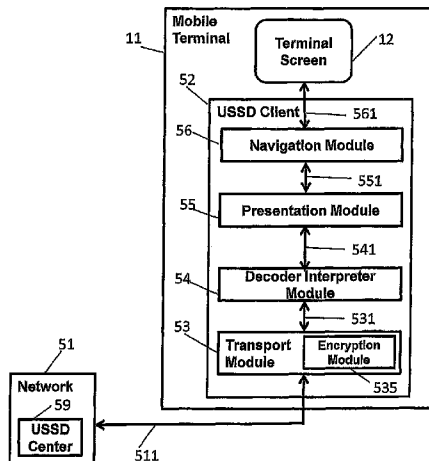 Mobile
Terminal
11
Terminal
Screen
12
52
USSD Client
561
56
Navigation Module
551
55
Presentation Module
541
54
Decoder Interpreter
Module
53
531
Transport
Module
Encryption
Module
535
51
Network
59
USSD
Center
511